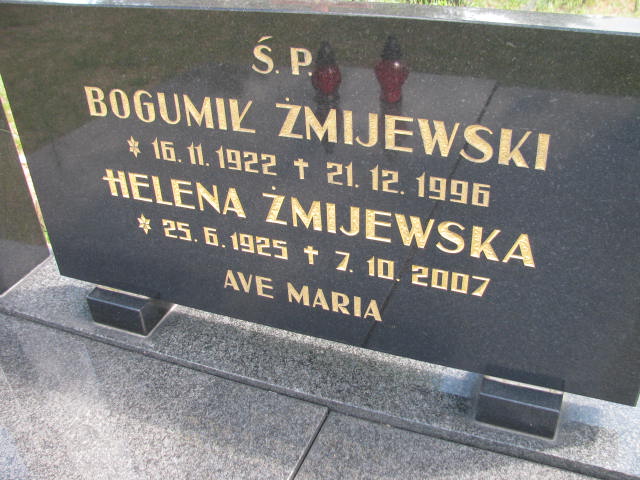 Ś. P.
BOGUMIŁ ŻMIJEWSKI
* 16. 11. 1922 † 21. 12. 1996
HELENA ŻMIJEWSKA
* 25. 6. 1925 † 7. 10. 2007
AVE MARIA